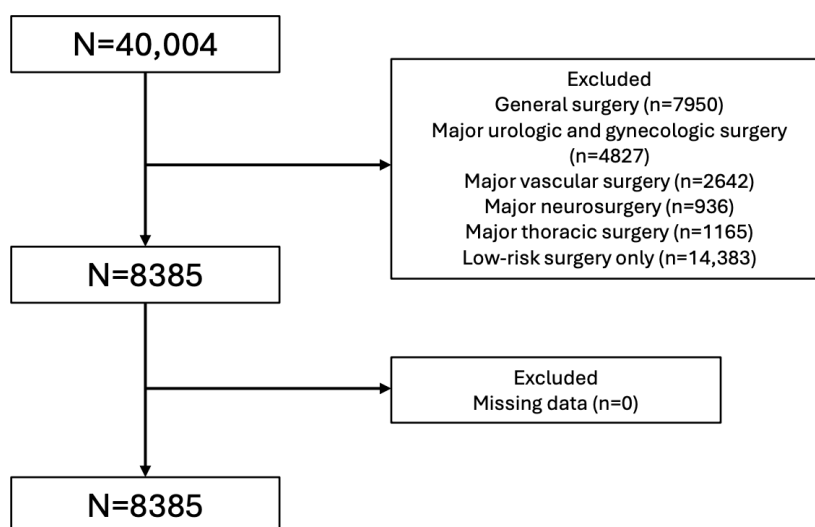 N=40,004
Excluded
General surgery (n=7950)
Major urologic and gynecologic surgery
(n=4827)
Major vascular surgery (n=2642)
Major neurosurgery (n=936)
Major thoracic surgery (n=1165)
Low-risk surgery only (n=14,383)
N=8385
Excluded
Missing data (n=0)
N=8385